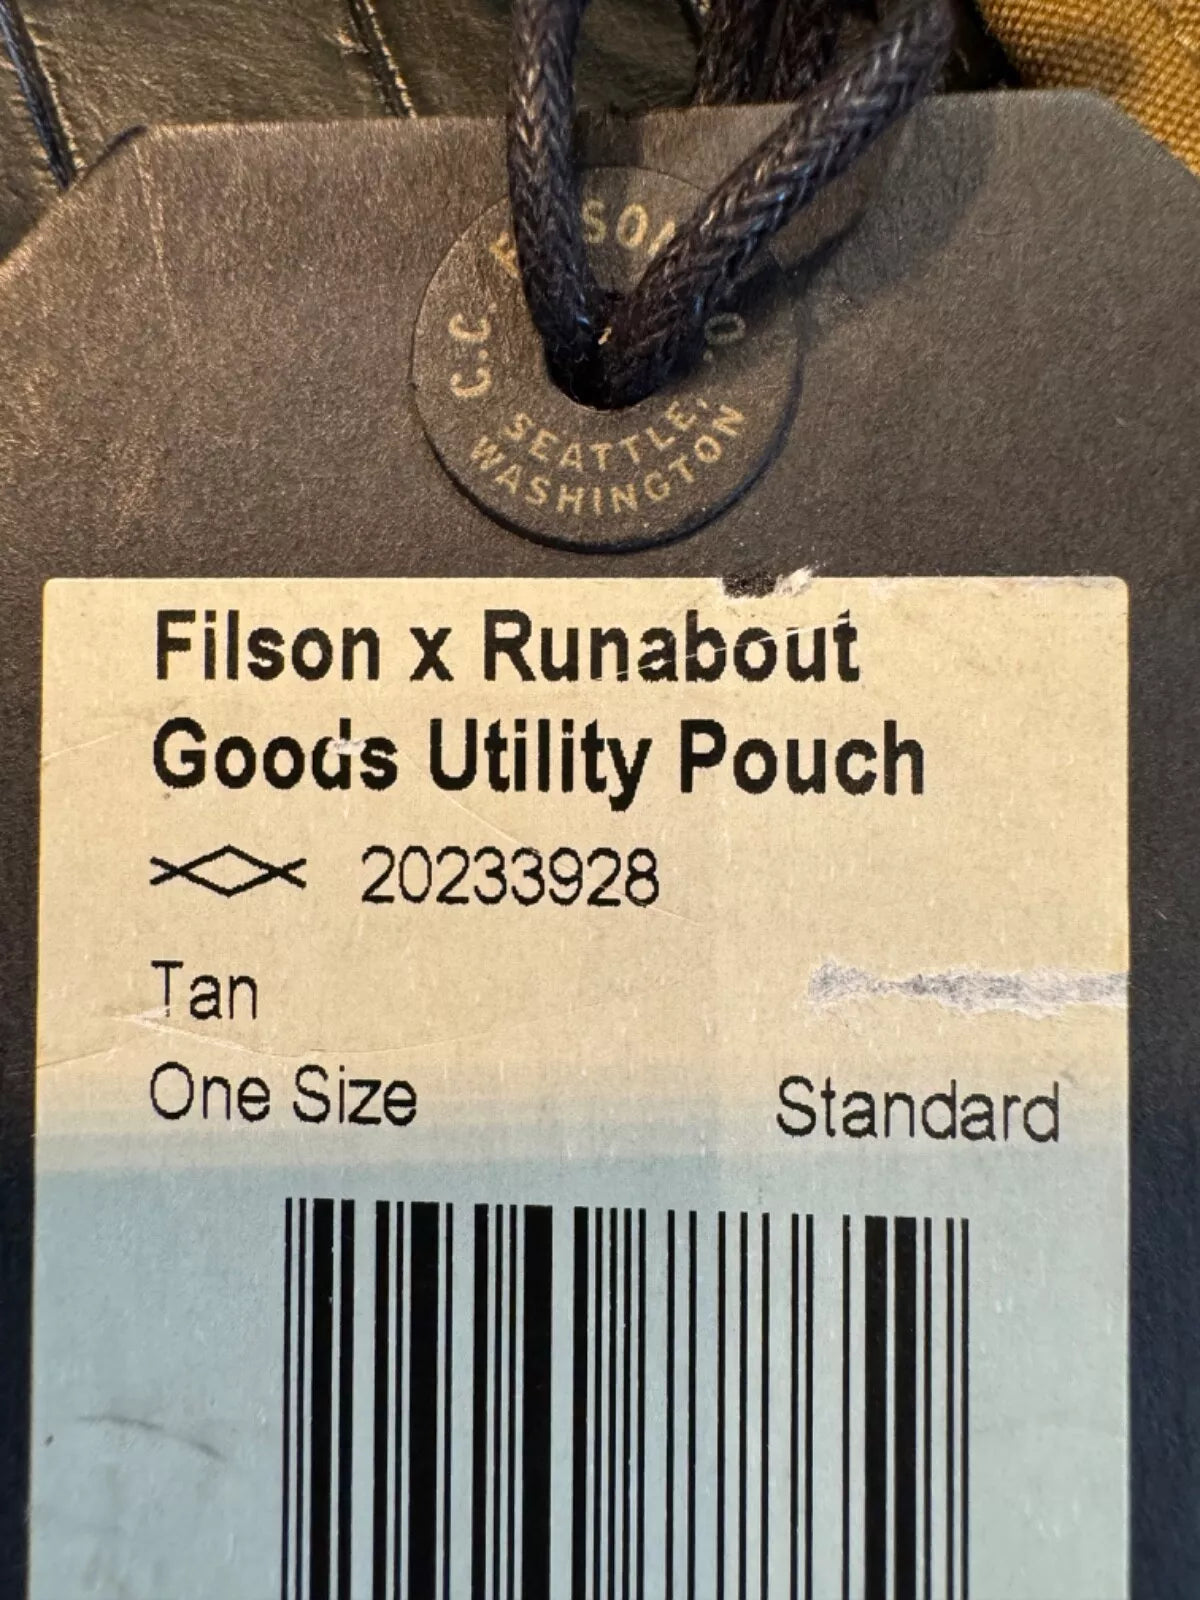 C.C.
SEATTLE,
WASHINGTON
Filson x Runabout
Goods Utility Pouch
20233928
Tan
One Size
Standard